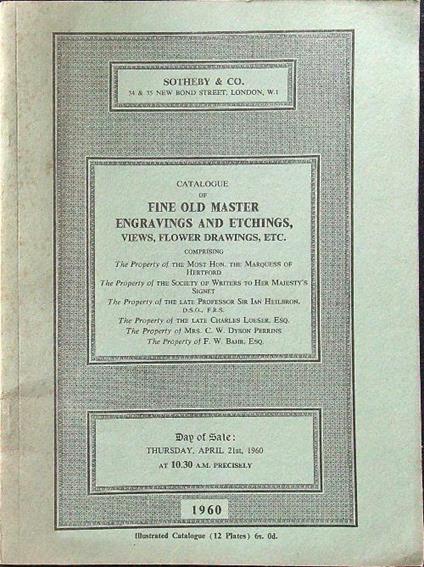 SOTHEBY & CO.
34 & 35 NEW BOND STREET, LONDON, W.1
CATALOGUE
OF
FINE OLD MASTER
ENGRAVINGS AND ETCHINGS,
VIEWS, FLOWER DRAWINGS, ETC.
COMPRISING
The Property of THE MOST HON. THE MARQUESS OF
HERTFORD
The Property of THE SOCIETY OF WRITERS TO HER MAJESTY'S
SIGNET
The Property of THE LATE PROFESSOR SIR IAN HEILBRON,
D.S.O., F.R.S.
The Property of THE LATE CHARLES LOESER, ESQ.
The Property of MRS. C. W. DYSON PERRINS
The Property of F. W. BAHR, ESQ.
Day of Sale:
THURSDAY, APRIL 21st, 1960
AT 10.30 A.M. PRECISELY
1960
Illustrated Catalogue (12 Plates) 6s. 0d.